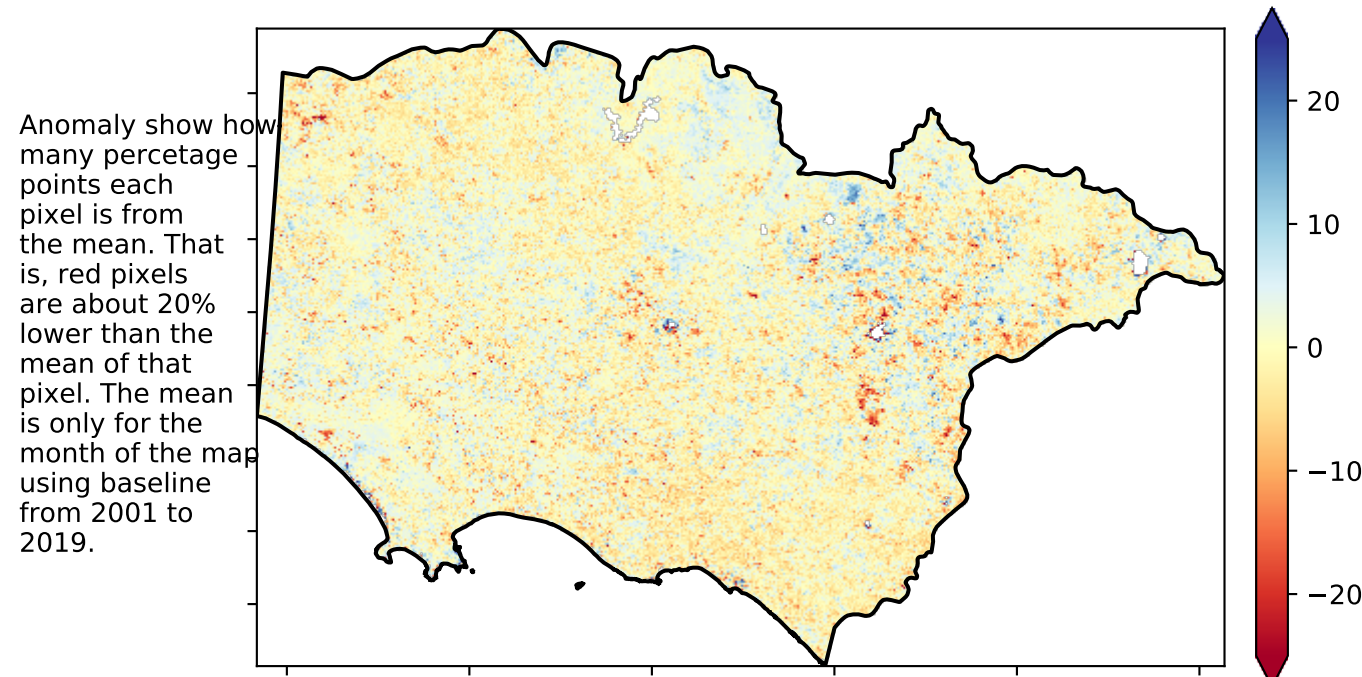 Anomaly show how
many percetage
points each
pixel is from
the mean. That
is, red pixels
are about 20%
lower than the
mean of that
pixel. The mean
is only for the
month of the map
using baseline
from 2001 to
2019.
20
10
0
−10
−20